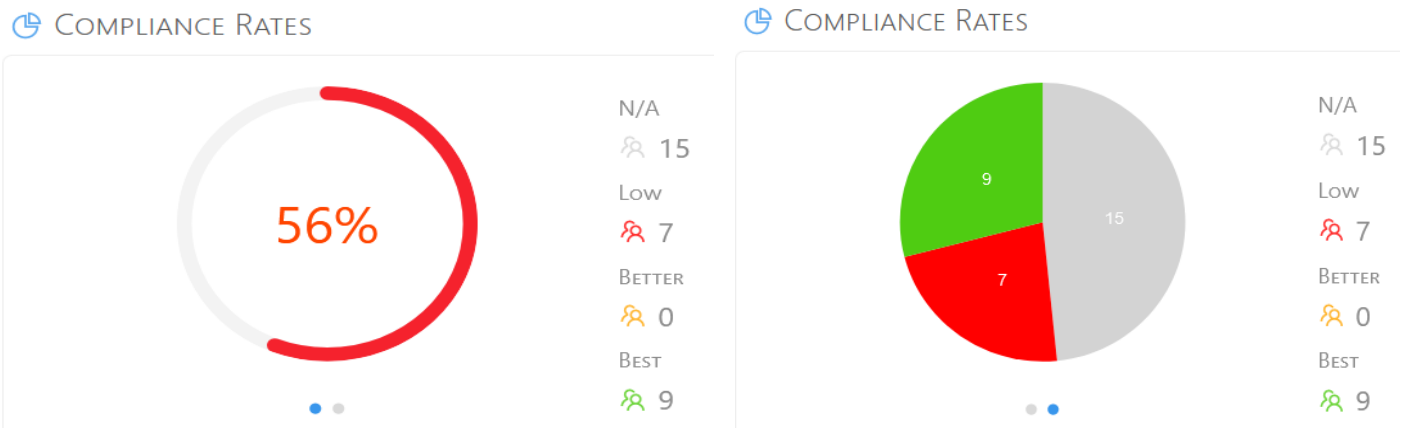 Compliance Rates
56%
N/A
15
Low
7
Better
0
Best
9
Compliance Rates
9
15
7
N/A
15
Low
7
Better
0
Best
9